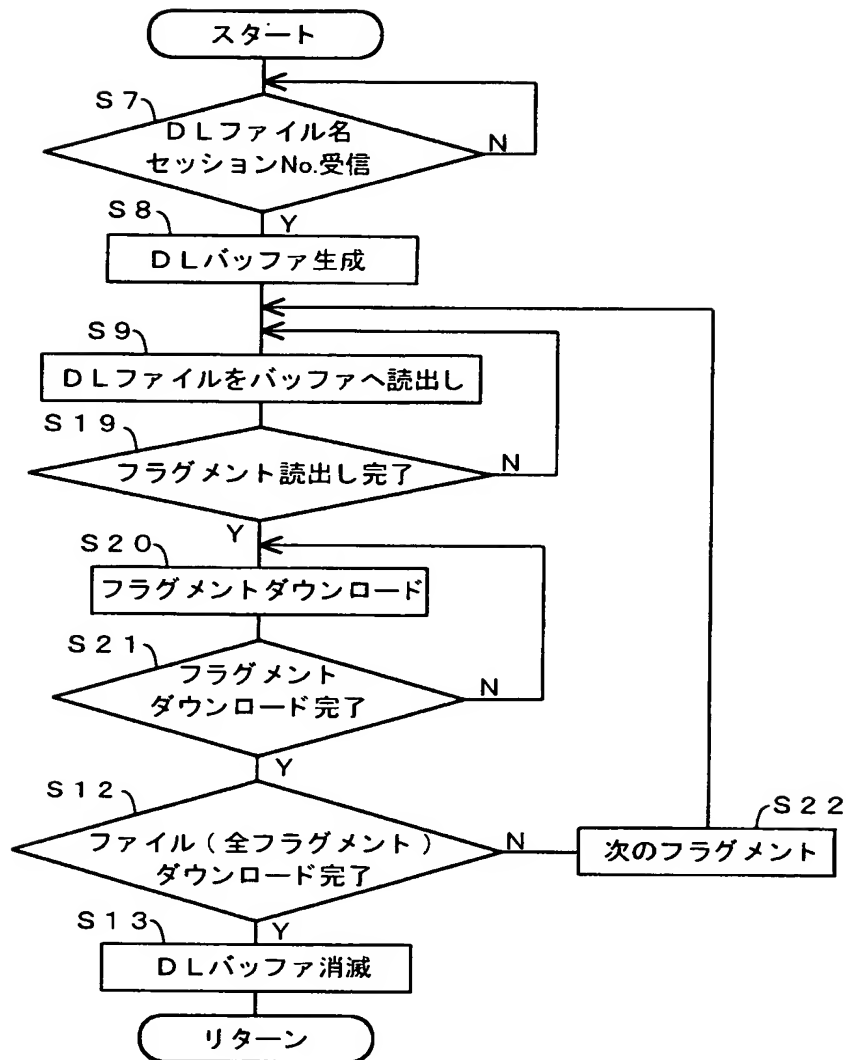 スタート
S7
DLファイル名
セッションNo.受信
N
Y
S8
DLバッファ生成
S9
DLファイルをバッファへ読出し
S19
フラグメント読出し完了
N
Y
S20
フラグメントダウンロード
S21
フラグメント
ダウンロード完了
N
Y
S12
ファイル(全フラグメント)
ダウンロード完了
N
S22
次のフラグメント
Y
S13
DLバッファ消滅
リターン